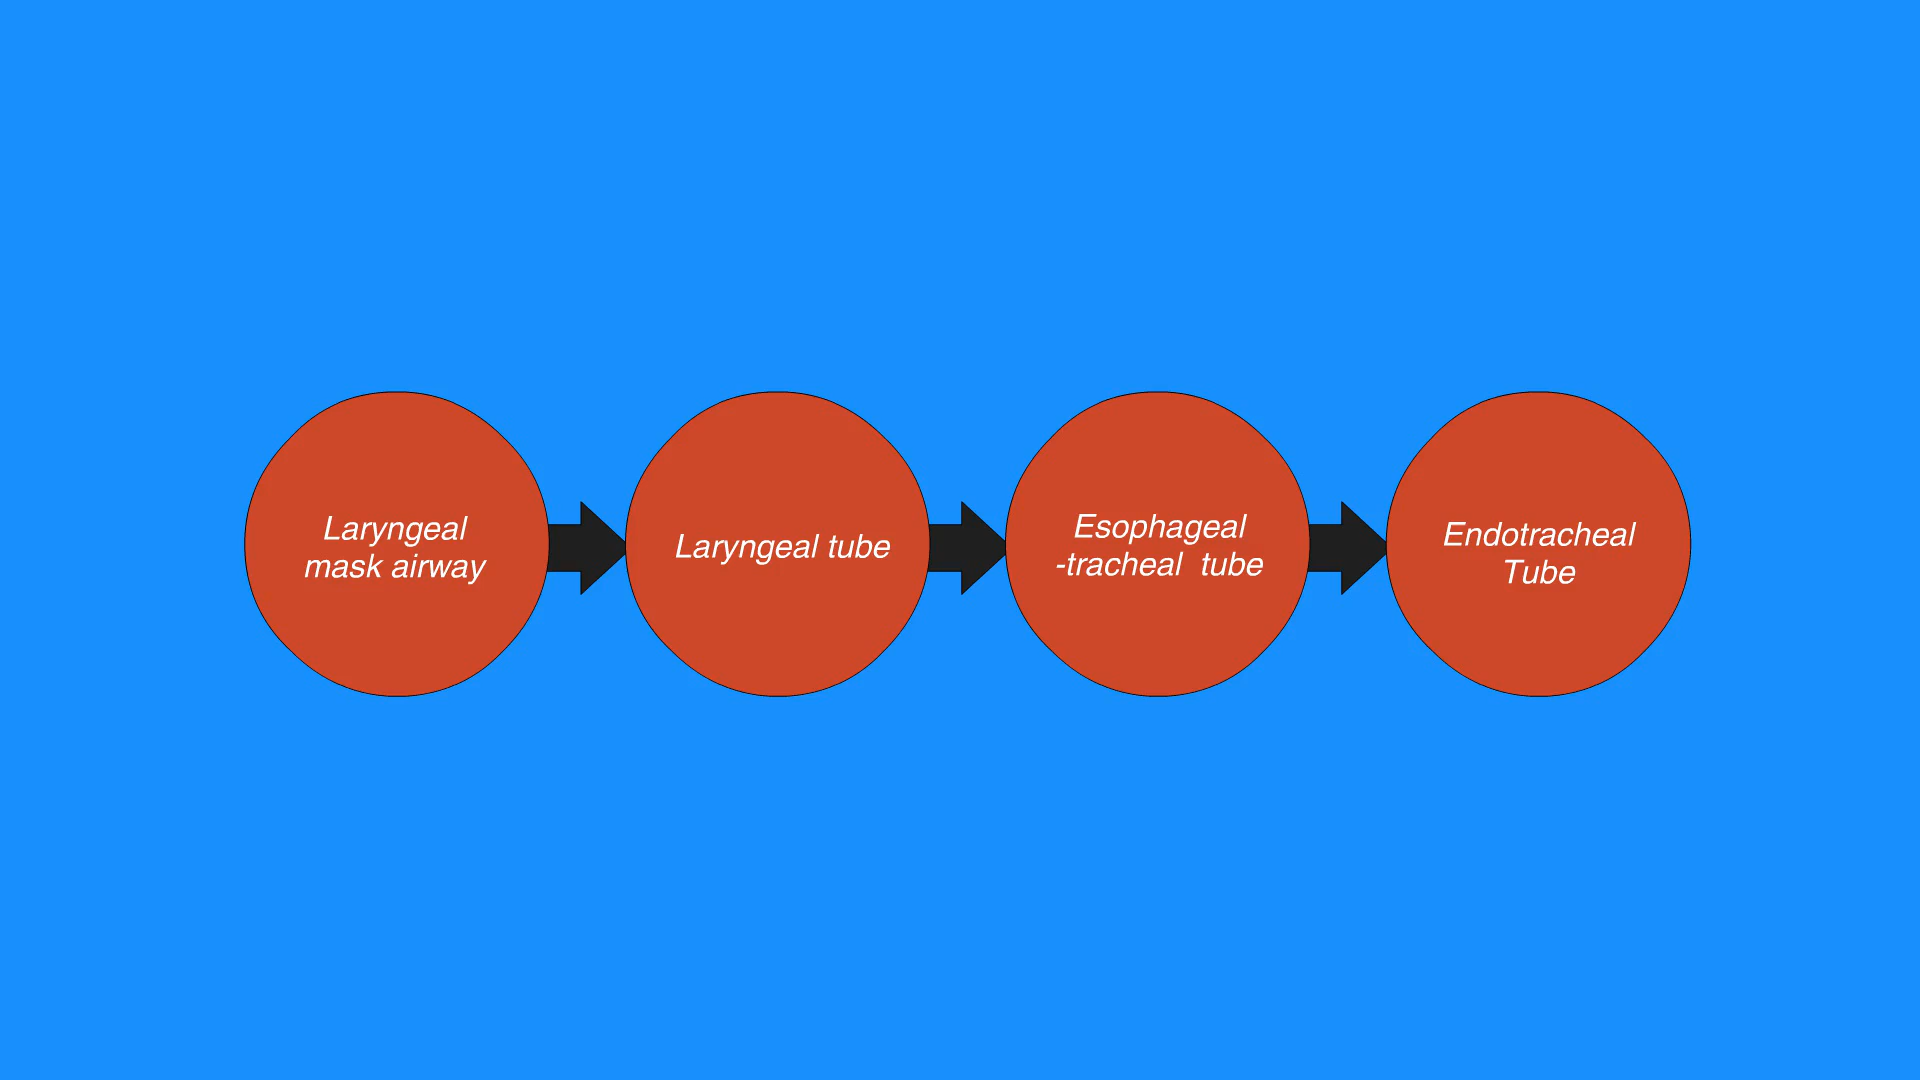 Laryngeal
mask airway
Laryngeal tube
Esophageal
-tracheal  tube
Endotracheal
Tube